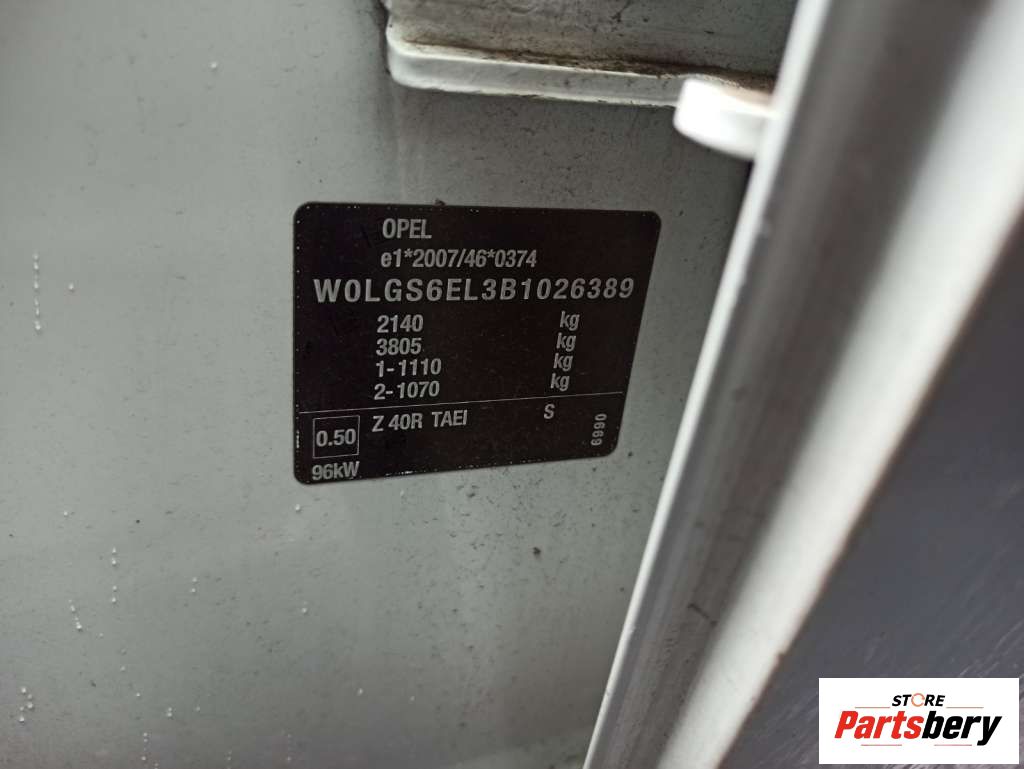 OPEL
e1*2007/46*0374
W0LGS6EL3B1026389
2140 kg
3805 kg
1-1110 kg
2-1070 kg
0.50 Z 40R TAEI S 6990
96kW
STORE
Partsbery